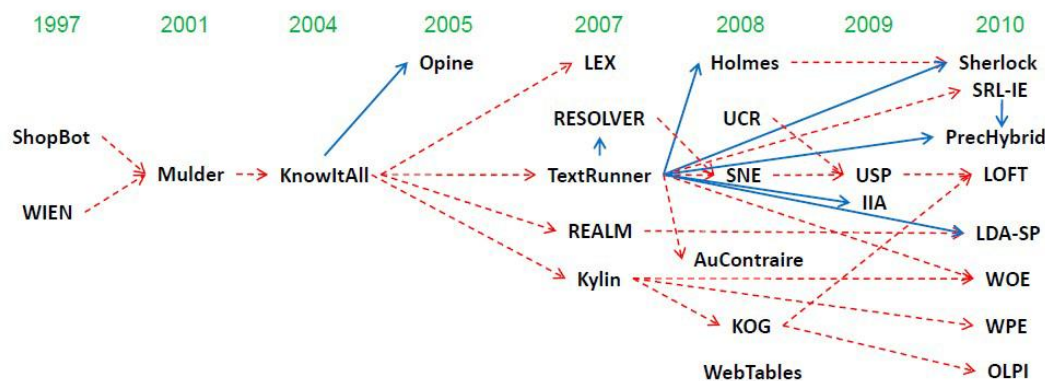 1997 2001 2004 2005 2007 2008 2009 2010
Opine LEX Holmes Sherlock
SRL-IE
RESOLVER UCR
ShopBot PrecHybrid
Mulder KnowItAll TextRunner SNE USP LOFT
IIA
WIEN
REALM LDA-SP
AuContraire
Kylin WOE
KOG WPE
WebTables OLPI